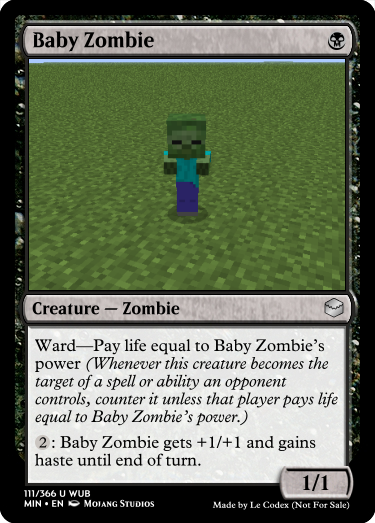 Baby Zombie
Creature — Zombie
Ward—Pay life equal to Baby Zombie's
power (Whenever this creature becomes the
target of a spell or ability an opponent
controls, counter it unless that player pays life
equal to Baby Zombie's power.)
2: Baby Zombie gets +1/+1 and gains
haste until end of turn.
1/1
111/366 U WUB
MIN • EN Mojang Studios
Made by Le Codex (Not For Sale)